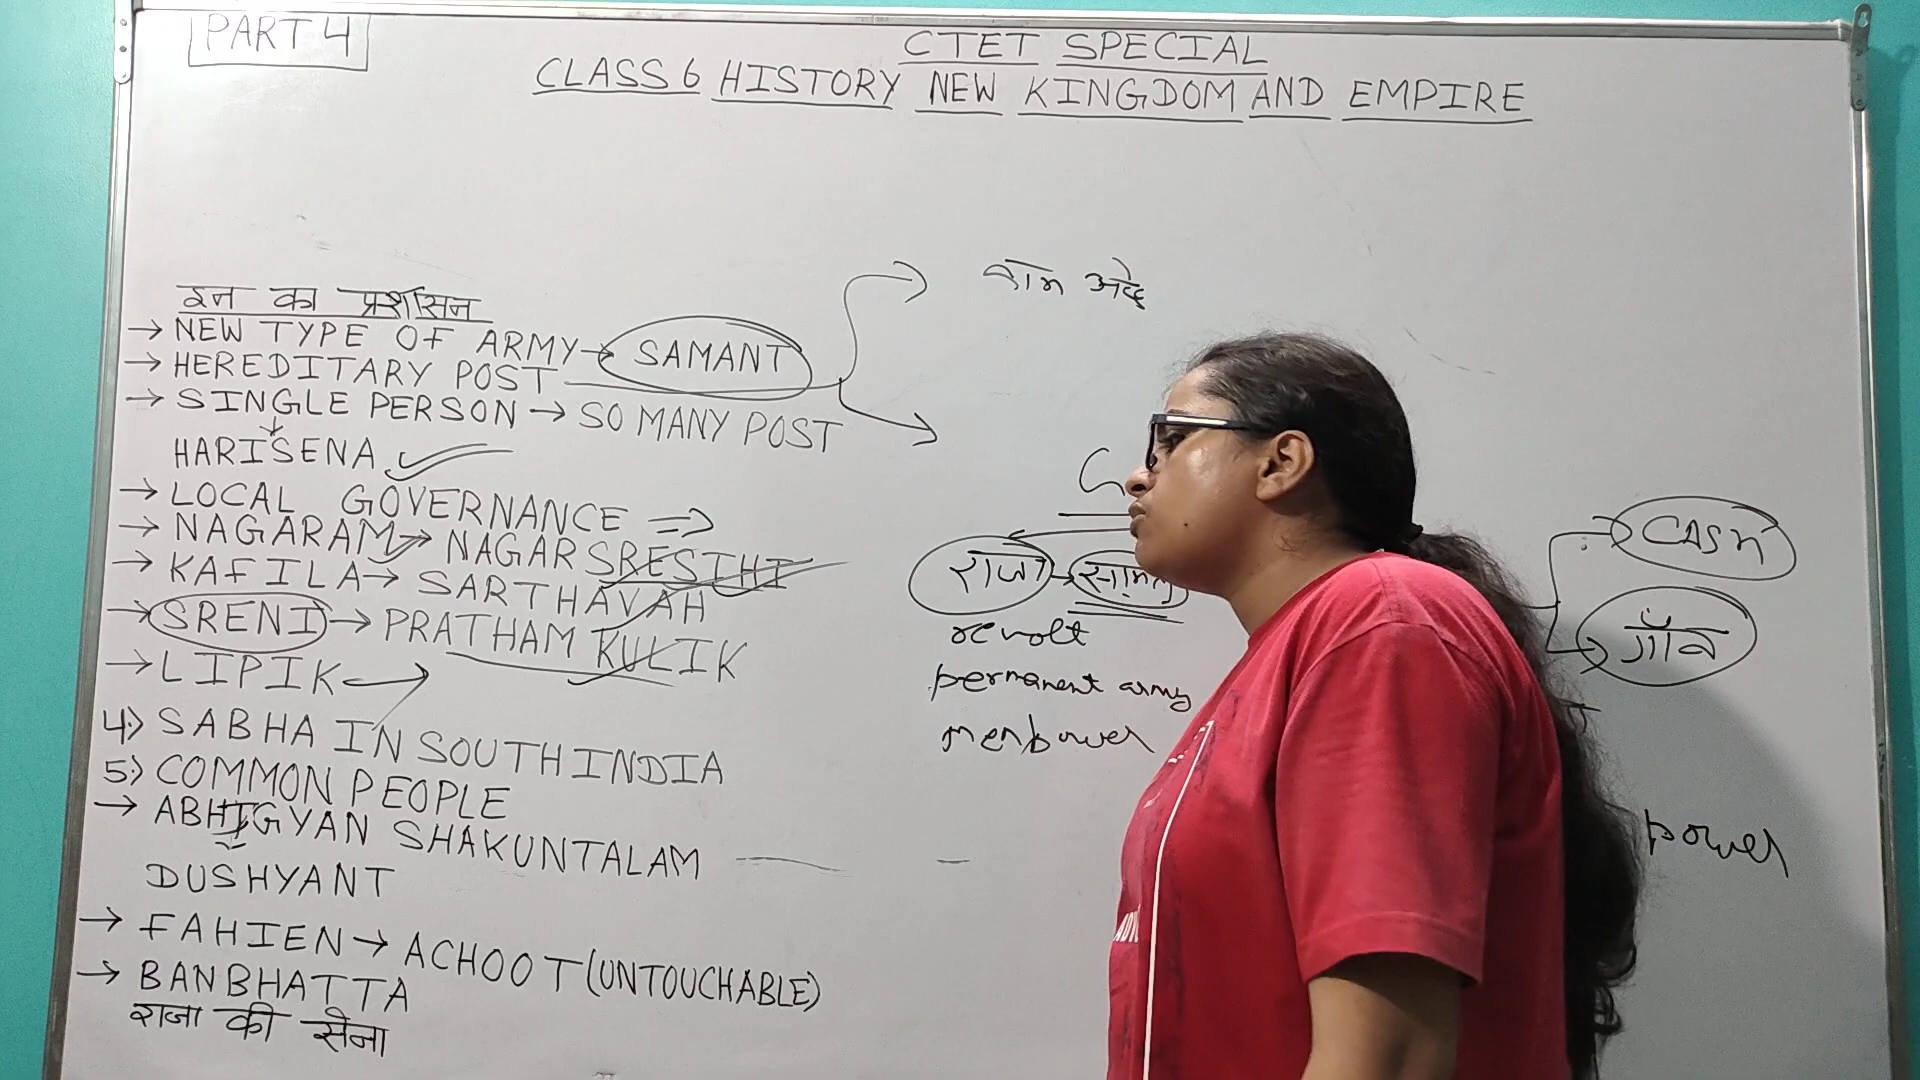 PART 4
CTET SPECIAL
CLASS 6 HISTORY NEW KINGDOM AND EMPIRE
इन का प्रशासन
→ NEW TYPE OF ARMY → SAMANT
→ HEREDITARY POST
→ SINGLE PERSON → SO MANY POST
HARISENA
→ LOCAL GOVERNANCE ⇒
→ NAGARAM → NAGARSRESTHI
→ KAFILA → SARTHAVAH
→ SRENI → PRATHAM KULIK
→ LIPIK →
4) SABHA IN SOUTH INDIA
5) COMMON PEOPLE
→ ABHIGYAN SHAKUNTALAM
DUSHYANT
→ FAHIEN → ACHOOT (UNTOUCHABLE)
→ BANBHATTA
राजा की सेना
राजा → सामन्त
revolt
permanent army
menpower
CASH
गाँव
power